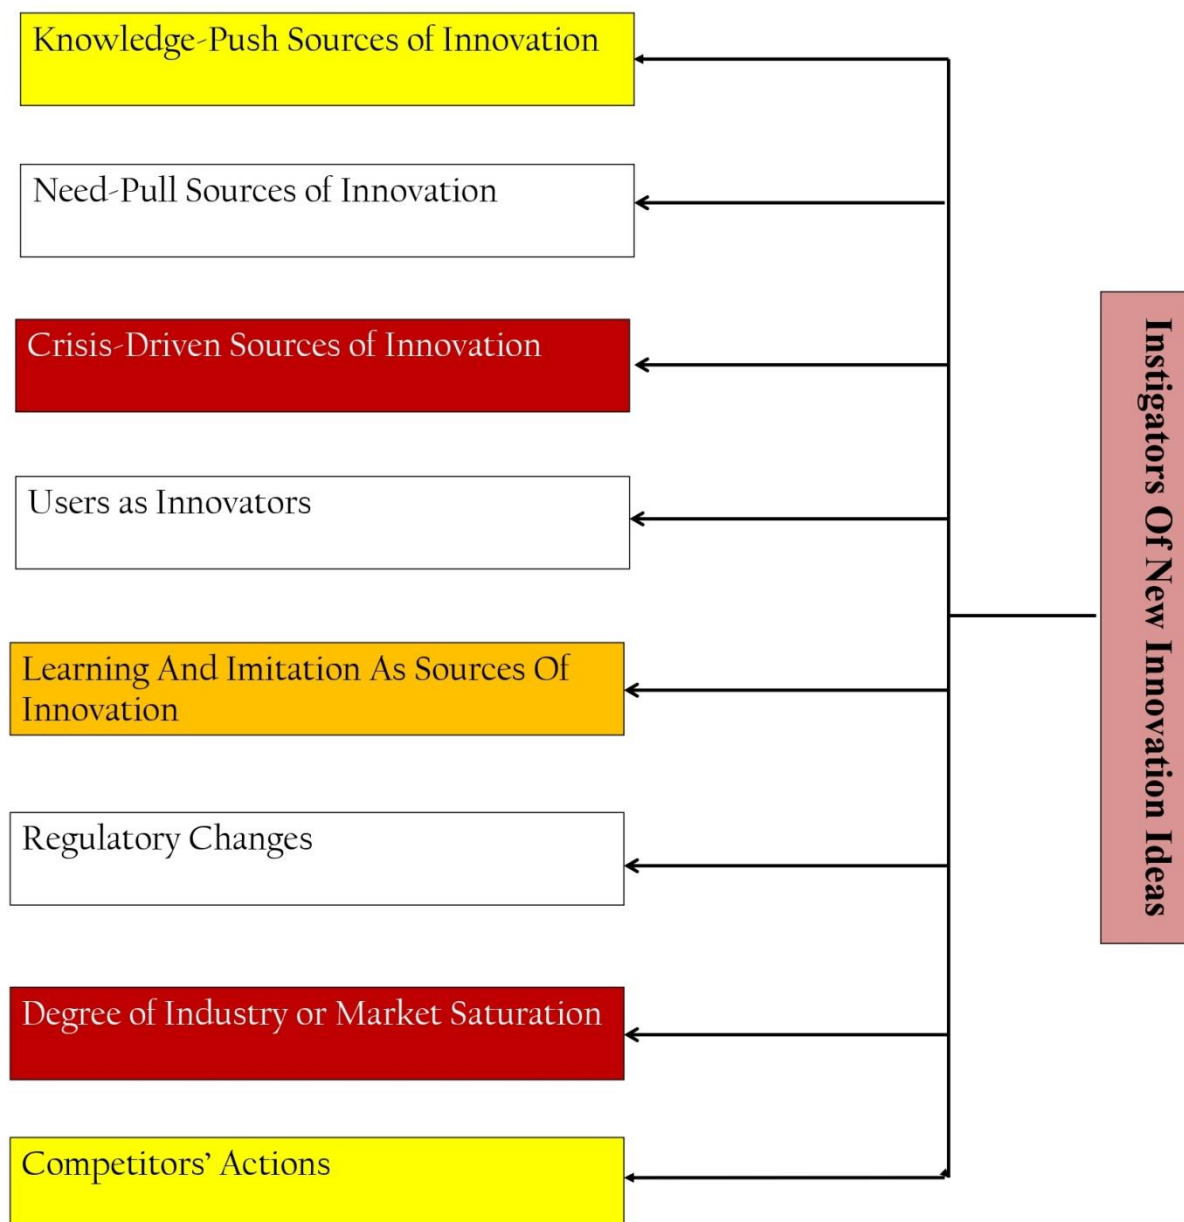 Knowledge-Push Sources of Innovation
Need-Pull Sources of Innovation
Crisis-Driven Sources of Innovation
Users as Innovators
Learning And Imitation As Sources Of
Innovation
Regulatory Changes
Degree of Industry or Market Saturation
Competitors’ Actions
Instigators Of New Innovation Ideas